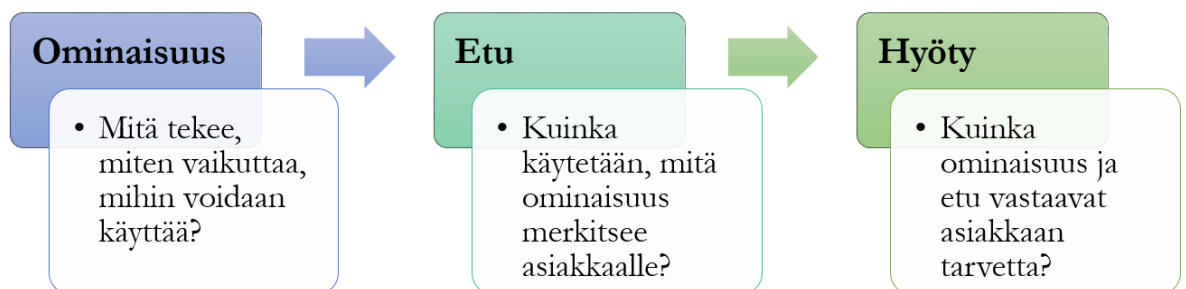 Ominaisuus
• Mitä tekee,
miten vaikuttaa,
mihin voidaan
käyttää?
Etu
• Kuinka
käytetään, mitä
ominaisuus
merkitsee
asiakkaalle?
Hyöty
• Kuinka
ominaisuus ja
etu vastaavat
asiakkaan
tarvetta?